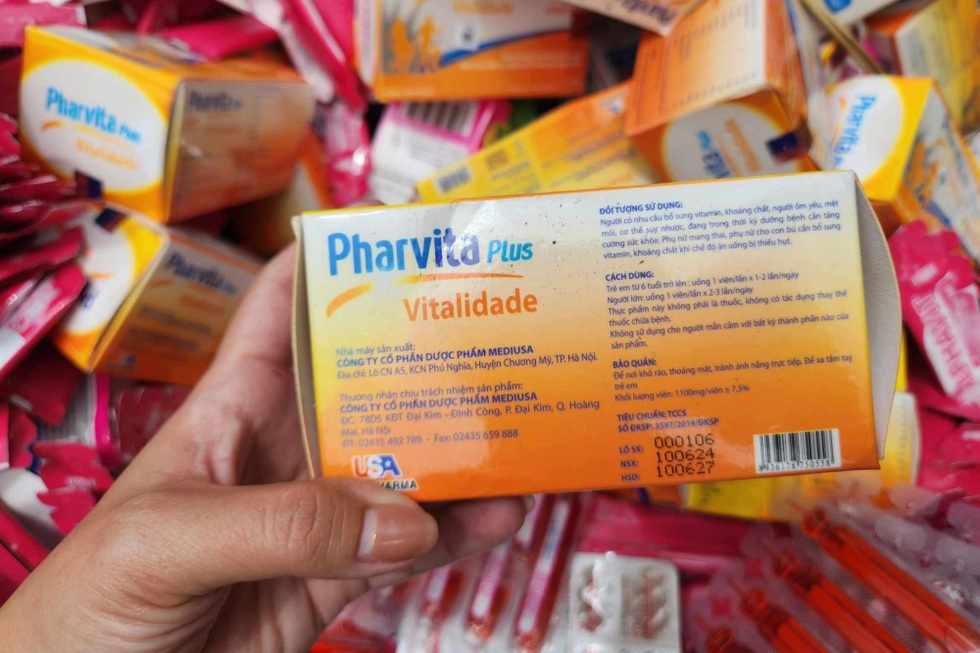 Vitalidade
Pharvita Plus
Vitalidade
Pharvita Plus
Vitalidade
Nhà máy sản xuất:
CÔNG TY CỔ PHẦN DƯỢC PHẨM MEDIUSA
Địa chỉ: Lô CN A5, KCN Phú Nghĩa, Huyện Chương Mỹ, TP. Hà Nội.
Thương nhân chịu trách nhiệm sản phẩm:
CÔNG TY CỔ PHẦN DƯỢC PHẨM MEDIUSA
ĐC: 78D5 KĐT Đại Kim – Định Công, P. Đại Kim, Q. Hoàng
Mai, Hà Nội
ĐT: 02435 402 789 - Fax: 02435 659 888
USA
ĐỐI TƯỢNG SỬ DỤNG:
Người có nhu cầu bổ sung vitamin, khoáng chất, người ốm yếu, mệt
mỏi, cơ thể suy nhược, đang trong thời kỳ dưỡng bệnh cần tăng
cường sức khỏe. Phụ nữ mang thai, phụ nữ cho con bú cần bổ sung
vitamin, khoáng chất khi chế độ ăn uống bị thiếu hụt.
CÁCH DÙNG:
Trẻ em từ 6 tuổi trở lên : uống 1 viên/lần x 1-2 lần/ngày
Người lớn: uống 1 viên/lần x 2-3 lần/ngày
Thực phẩm này không phải là thuốc, không có tác dụng thay thế
thuốc chữa bệnh.
Không sử dụng cho người mẫn cảm với bất kỳ thành phần nào của
sản phẩm.
BẢO QUẢN:
Để nơi khô ráo, thoáng mát, tránh ánh nắng trực tiếp. Để xa tầm tay
trẻ em
Khối lượng viên: 1100mg/viên ± 7,5%
TIÊU CHUẨN: TCCS
SỐ ĐKSP: 3597/2019/ĐKSP
LÔ SX: 000106
NSX: 100624
HSD: 100627